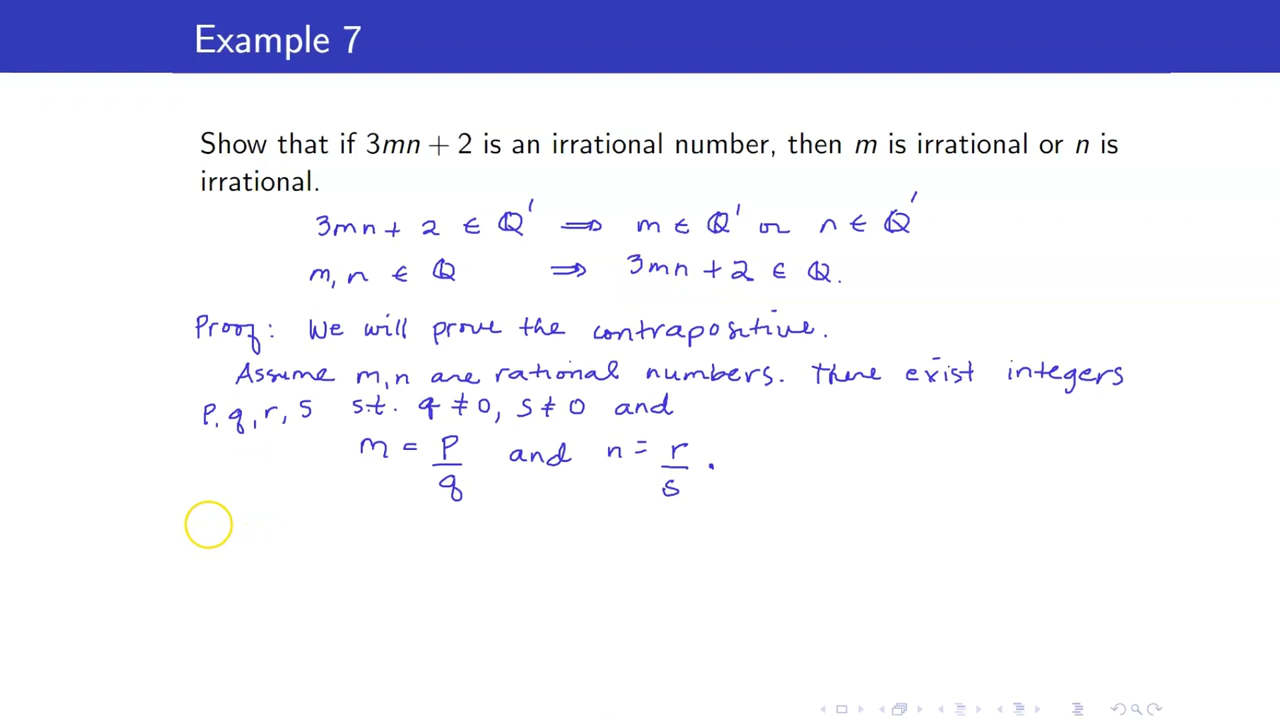 Example 7
Show that if 3mn + 2 is an irrational number, then m is irrational or n is
irrational.
3mn + 2 ∈ ℚ' ⟹ m ∈ ℚ' or n ∈ ℚ'
m, n ∈ ℚ ⟹ 3mn + 2 ∈ ℚ.
Proof: We will prove the contrapositive.
Assume m,n are rational numbers. There exist integers
p, q, r, s s.t. q ≠ 0, s ≠ 0 and
m = p/q and n = r/s.